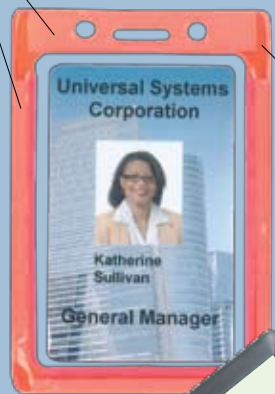 Universal Systems
Corporation
Katherine
Sullivan
General Manager